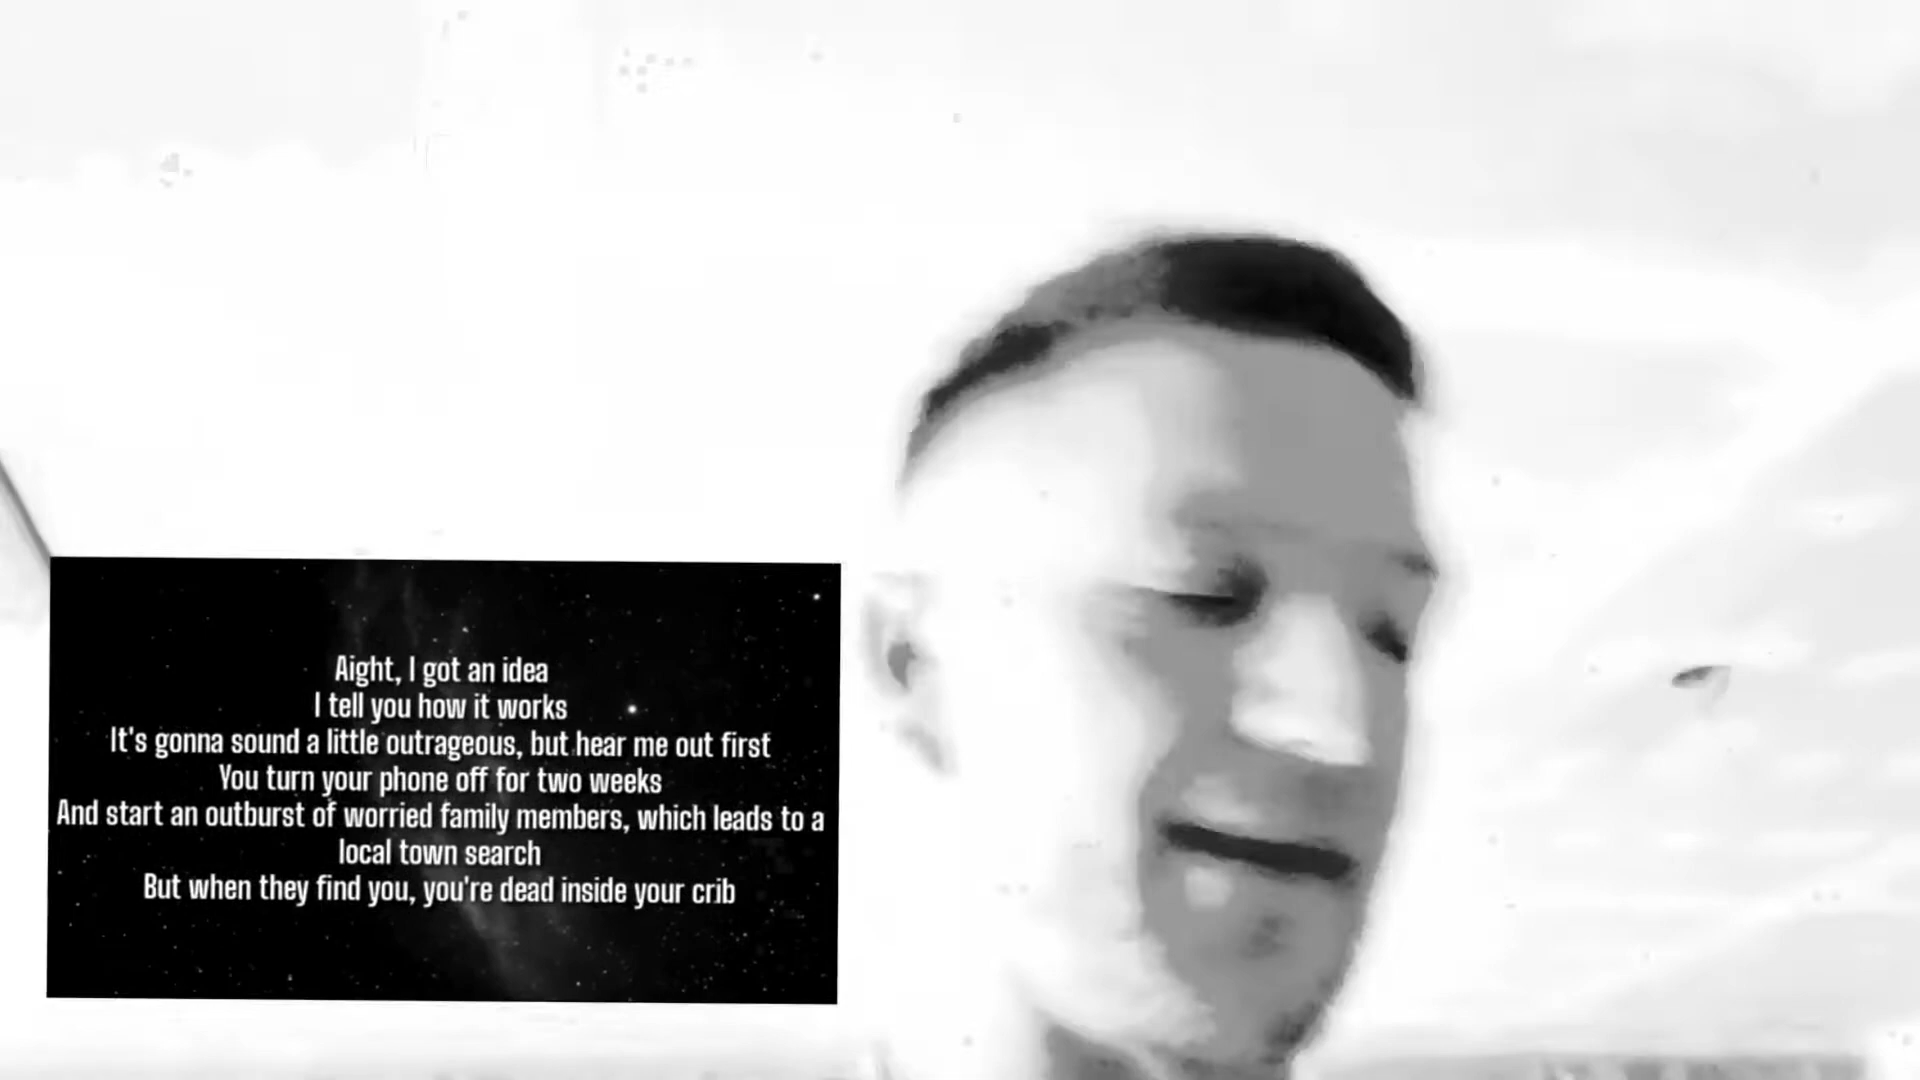 Aight, I got an idea
I tell you how it works
It's gonna sound a little outrageous, but hear me out first
You turn your phone off for two weeks
And start an outburst of worried family members, which leads to a
local town search
But when they find you, you're dead inside your crib